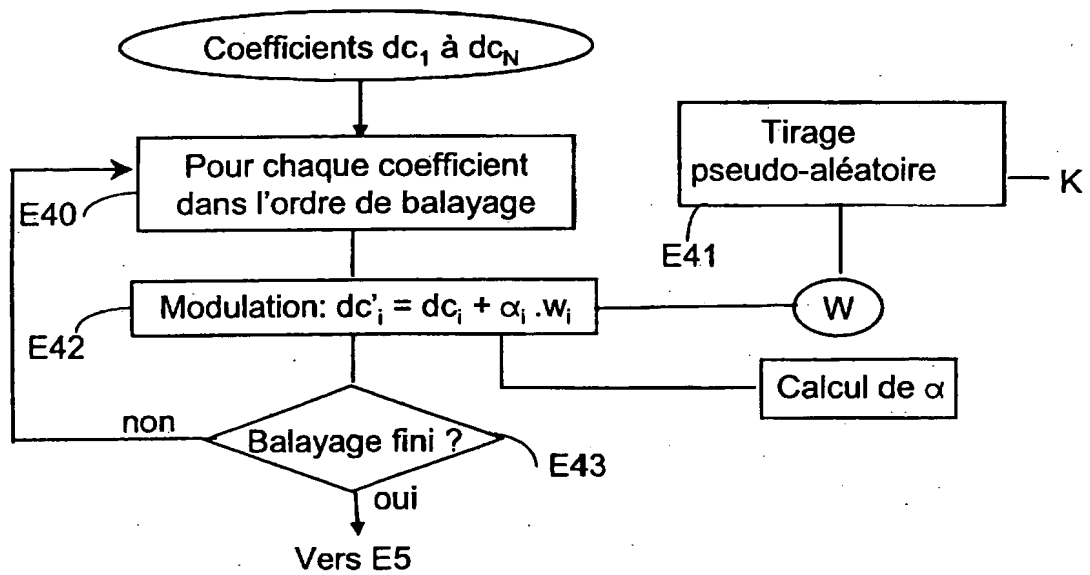 Coefficients dc₁ à dc_N
Pour chaque coefficient
dans l'ordre de balayage
E40
Tirage
pseudo-aléatoire
K
E41
Modulation: dc'ᵢ = dcᵢ + αᵢ .wᵢ
E42
W
Calcul de α
non
Balayage fini ?
E43
oui
Vers E5